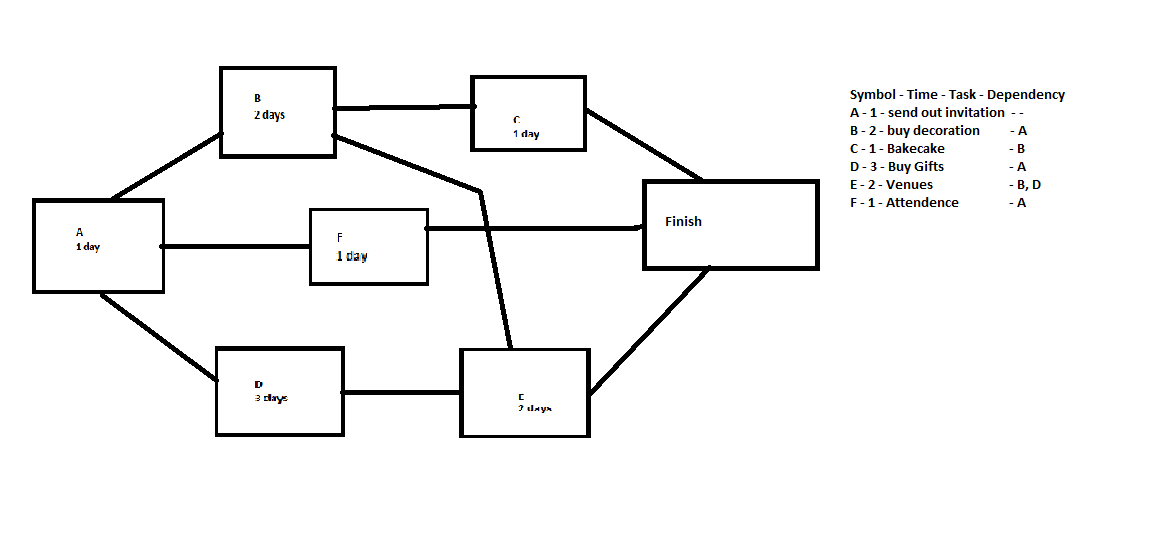 B
2 days
C
1 day
A
1 day
F
1 day
Finish
D
3 days
E
2 days
Symbol - Time - Task - Dependency
A - 1 - send out invitation - -
B - 2 - buy decoration - A
C - 1 - Bakecake - B
D - 3 - Buy Gifts - A
E - 2 - Venues - B, D
F - 1 - Attendence - A